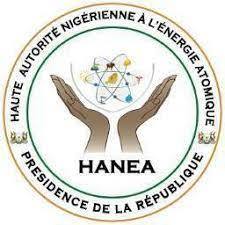 HAUTE AUTORITÉ NIGÉRIENNE À L'ÉNERGIE ATOMIQUE
HANEA
PRESIDENCE DE LA RÉPUBLIQUE